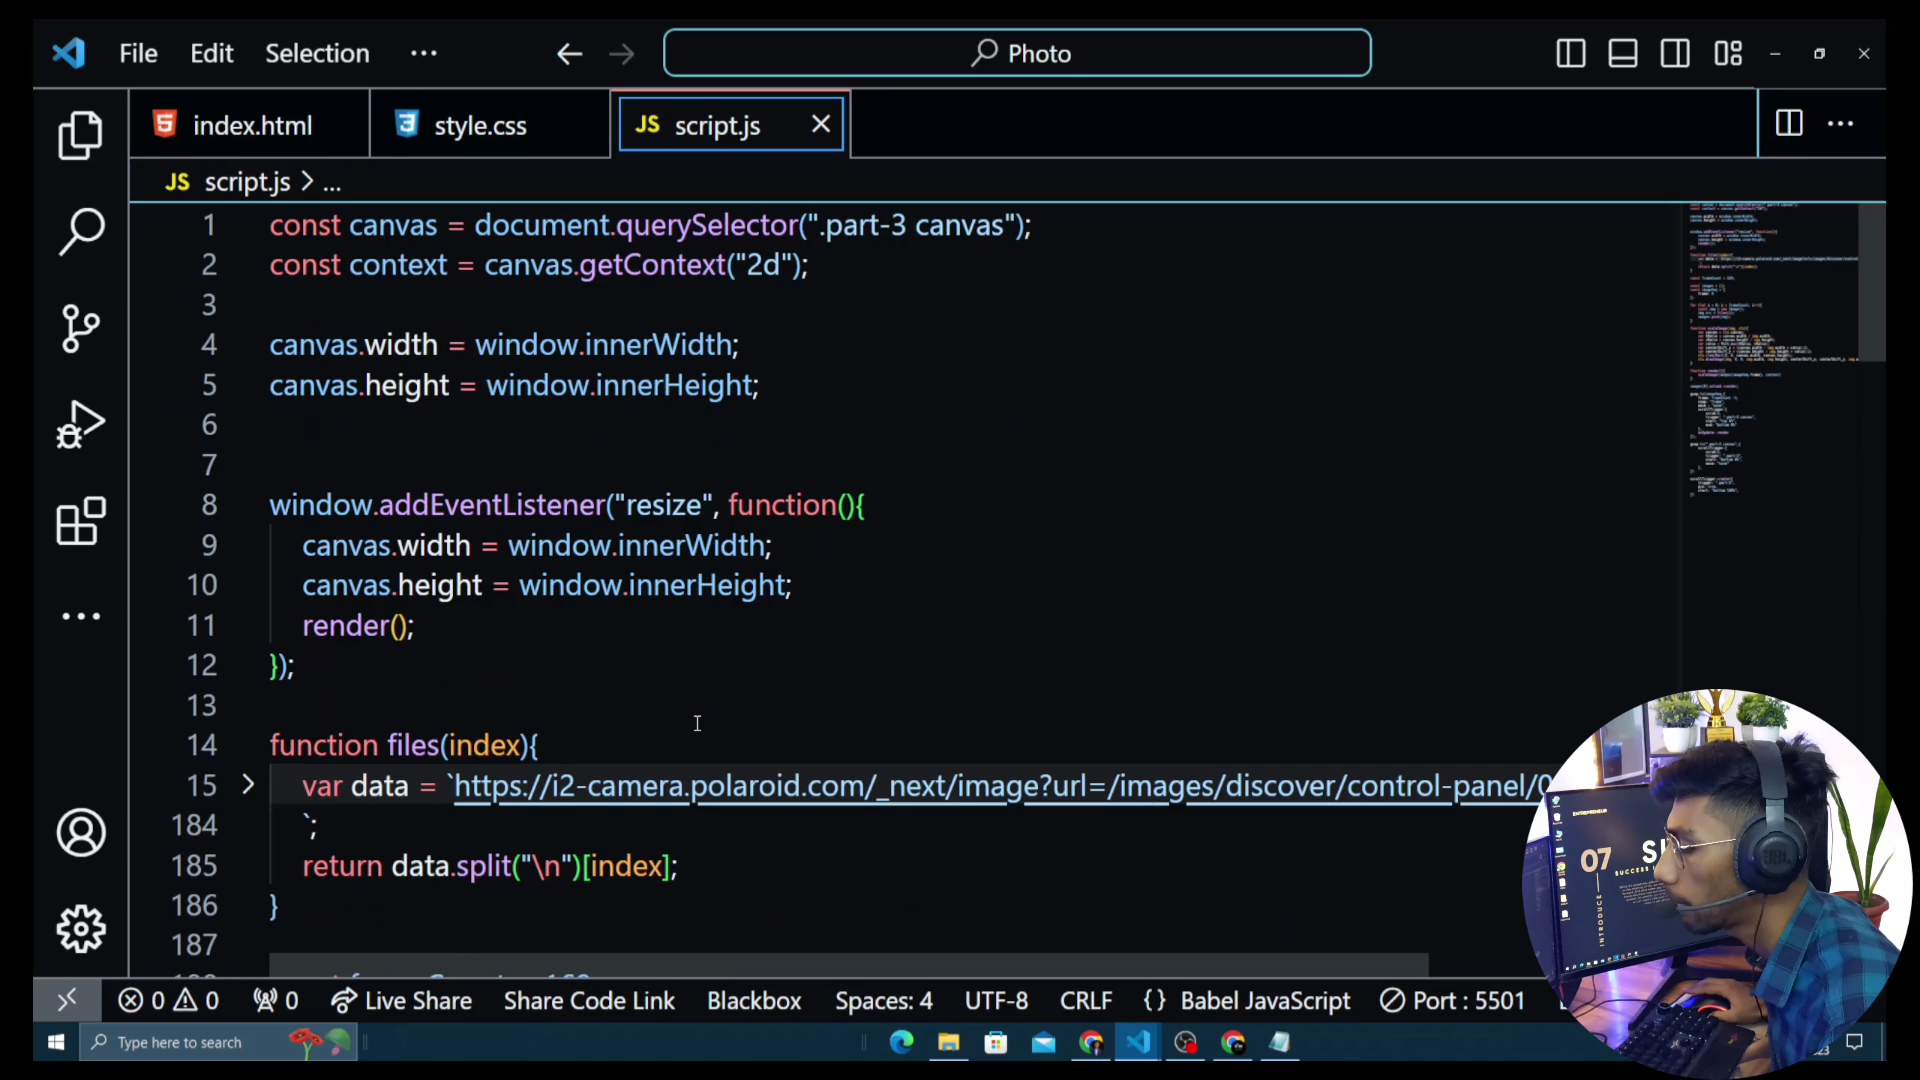 File Edit Selection ... Photo
index.html style.css JS script.js
JS script.js > ...
1 const canvas = document.querySelector(".part-3 canvas");
2 const context = canvas.getContext("2d");
3
4 canvas.width = window.innerWidth;
5 canvas.height = window.innerHeight;
6
7
8 window.addEventListener("resize", function(){
9 canvas.width = window.innerWidth;
10 canvas.height = window.innerHeight;
11 render();
12 });
13
14 function files(index){
15 var data = `https://i2-camera.polaroid.com/_next/image?url=/images/discover/control-panel/0
184 `;
185 return data.split("\n")[index];
186 }
187
0 0 0 Live Share Share Code Link Blackbox Spaces: 4 UTF-8 CRLF {} Babel JavaScript Port : 5501
Type here to search
ENTREPRENEUR
07
INTRODUCE